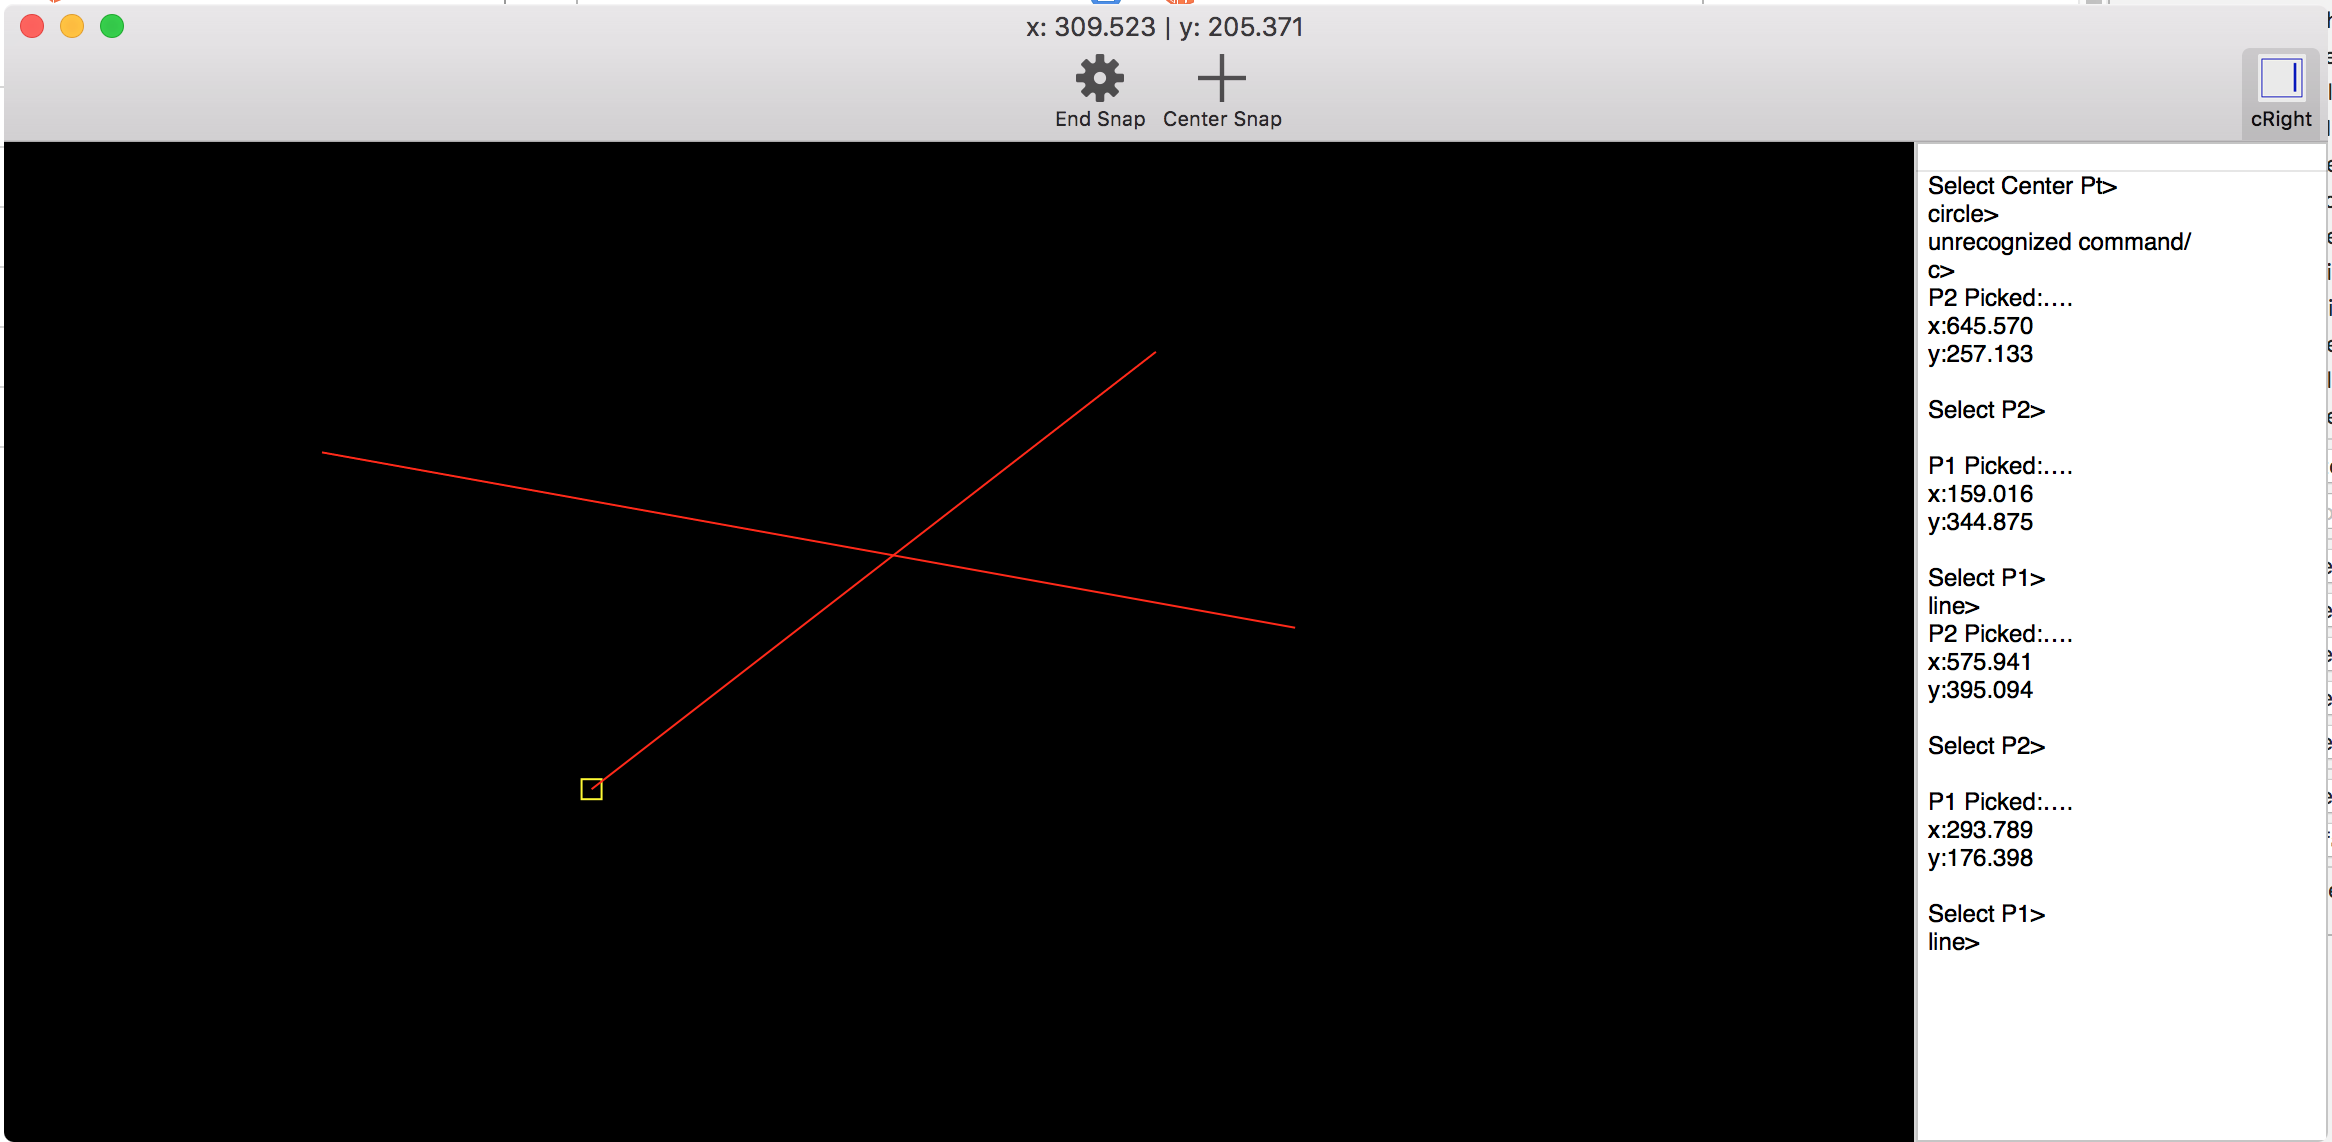 x: 309.523 | y: 205.371
End Snap
Center Snap
cRight
Select Center Pt>
circle>
unrecognized command/
c>
P2 Picked:....
x:645.570
y:257.133
Select P2>
P1 Picked:....
x:159.016
y:344.875
Select P1>
line>
P2 Picked:....
x:575.941
y:395.094
Select P2>
P1 Picked:....
x:293.789
y:176.398
Select P1>
line>